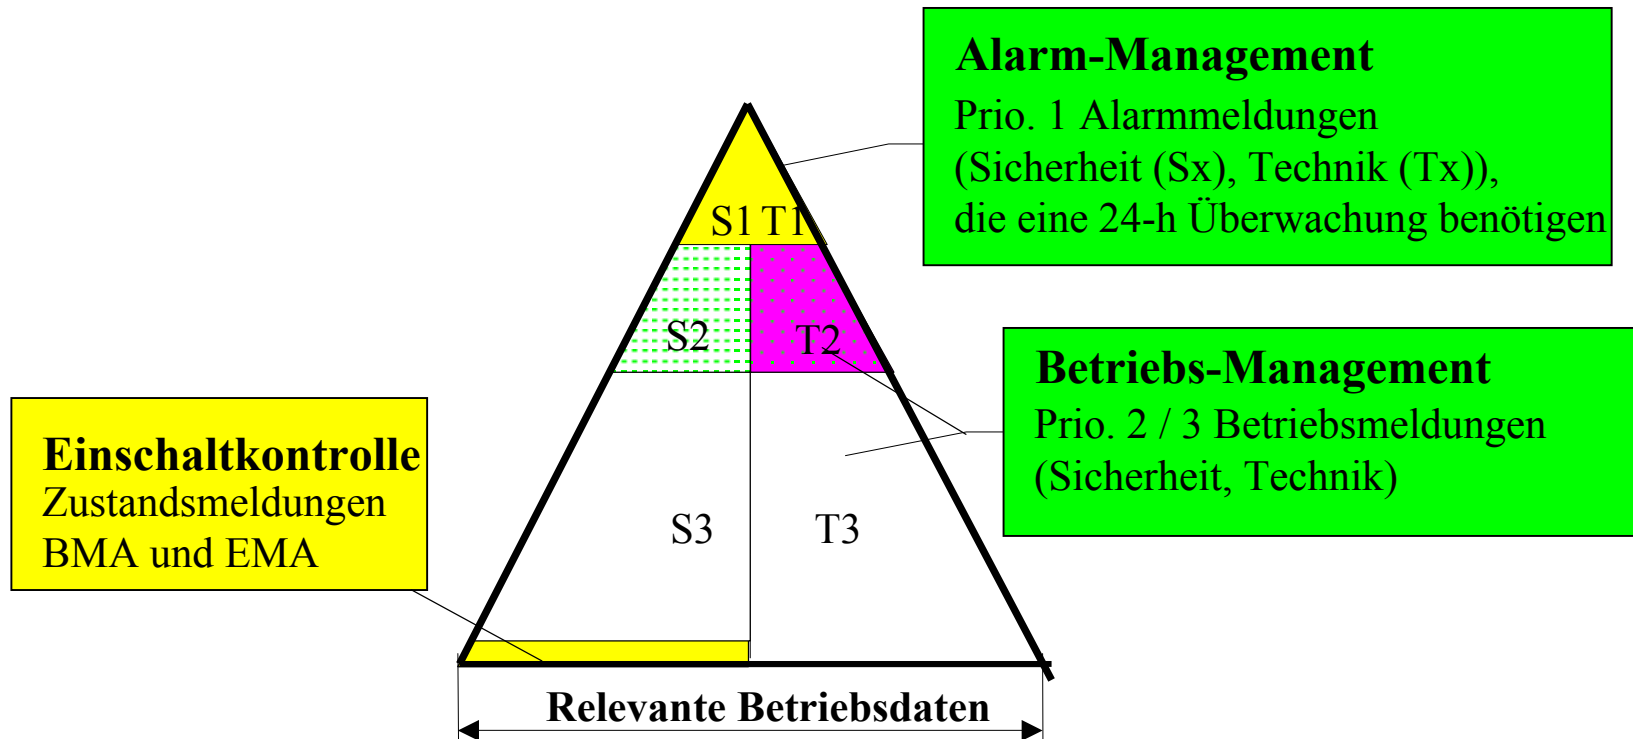 Alarm-Management
Prio. 1 Alarmmeldungen
(Sicherheit (Sx), Technik (Tx)),
die eine 24-h Überwachung benötigen
S1 T1
S2
T2
Betriebs-Management
Prio. 2 / 3 Betriebsmeldungen
(Sicherheit, Technik)
Einschaltkontrolle
Zustandsmeldungen
BMA und EMA
S3
T3
Relevante Betriebsdaten